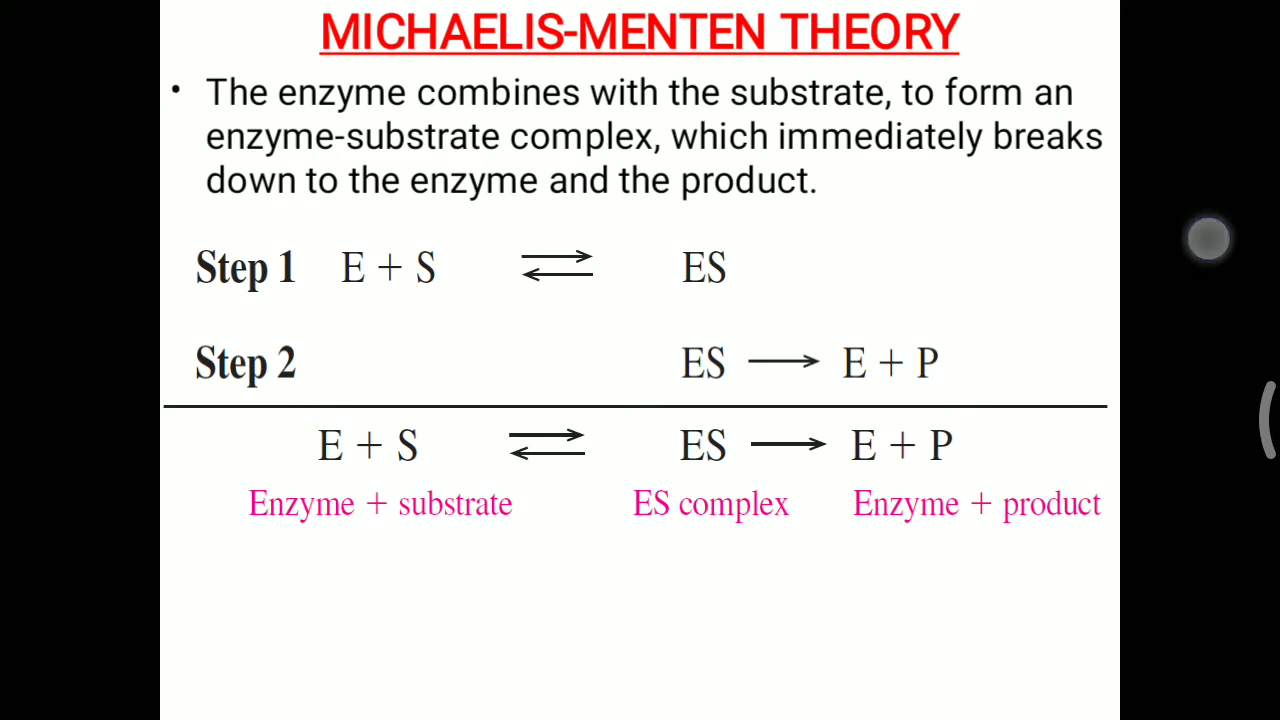 MICHAELIS-MENTEN THEORY
• The enzyme combines with the substrate, to form an
enzyme-substrate complex, which immediately breaks
down to the enzyme and the product.
Step 1 E + S ⇌ ES
Step 2 ES ⟶ E + P
E + S ⇌ ES ⟶ E + P
Enzyme + substrate ES complex Enzyme + product